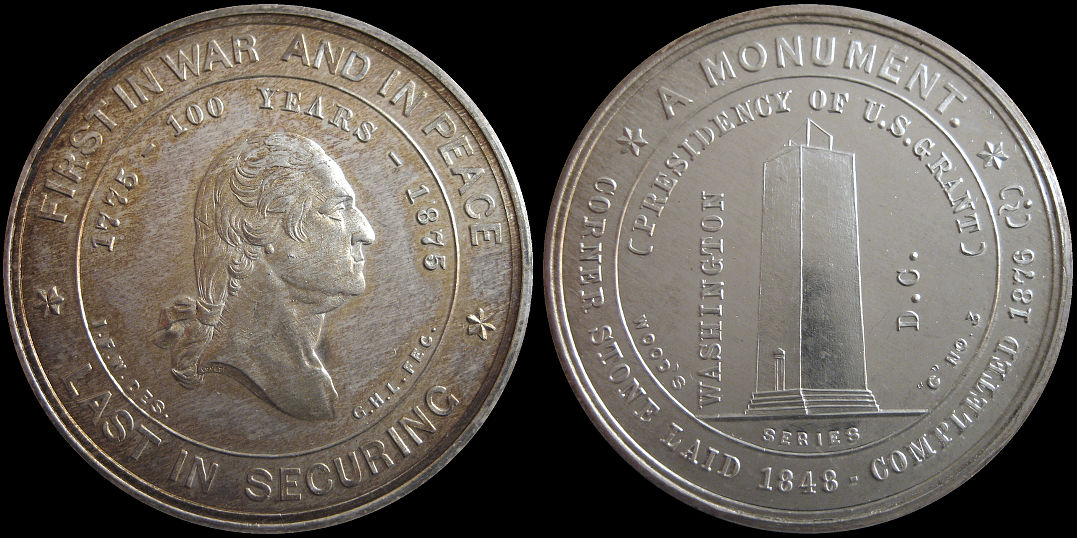 FIRST IN WAR AND IN PEACE
LAST IN SECURING
1775 - 100 YEARS - 1875
I.F.W. DES.
G.H.L. FEC.
A MONUMENT.
CORNER STONE LAID 1848 - COMPLETED 1876
(PRESIDENCY OF U.S.GRANT)
WASHINGTON
D.C.
WOOD'S
SERIES
"C" NO. 3